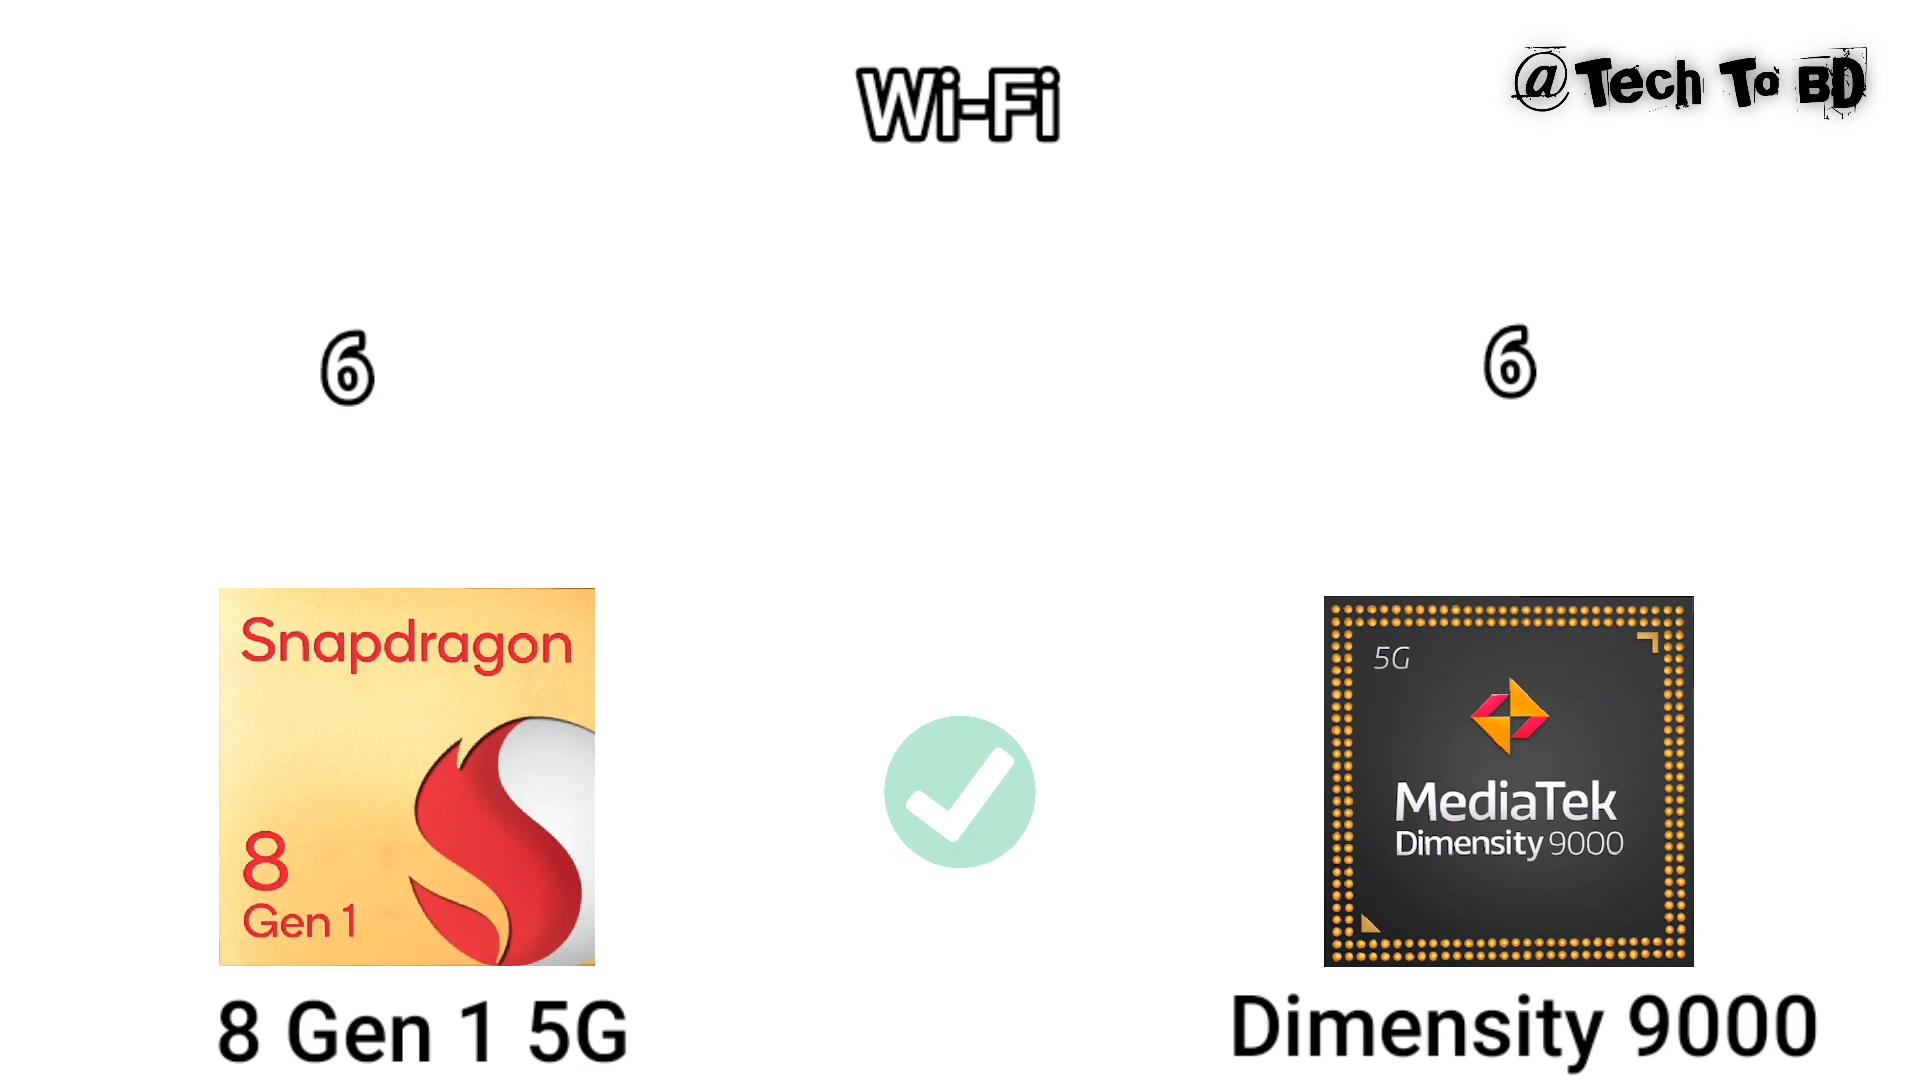 Wi-Fi
@Tech To BD
6
6
Snapdragon
8
Gen 1
5G
MediaTek
Dimensity 9000
8 Gen 1 5G
Dimensity 9000